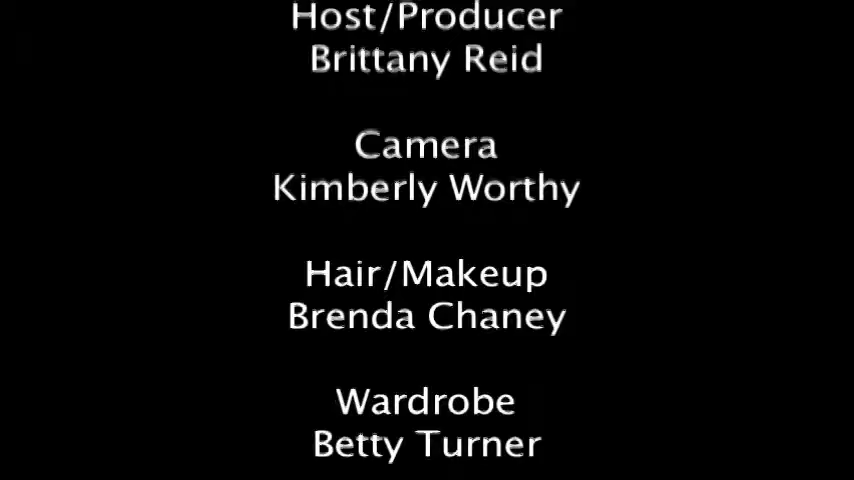 Host/Producer
Brittany Reid
Camera
Kimberly Worthy
Hair/Makeup
Brenda Chaney
Wardrobe
Betty Turner